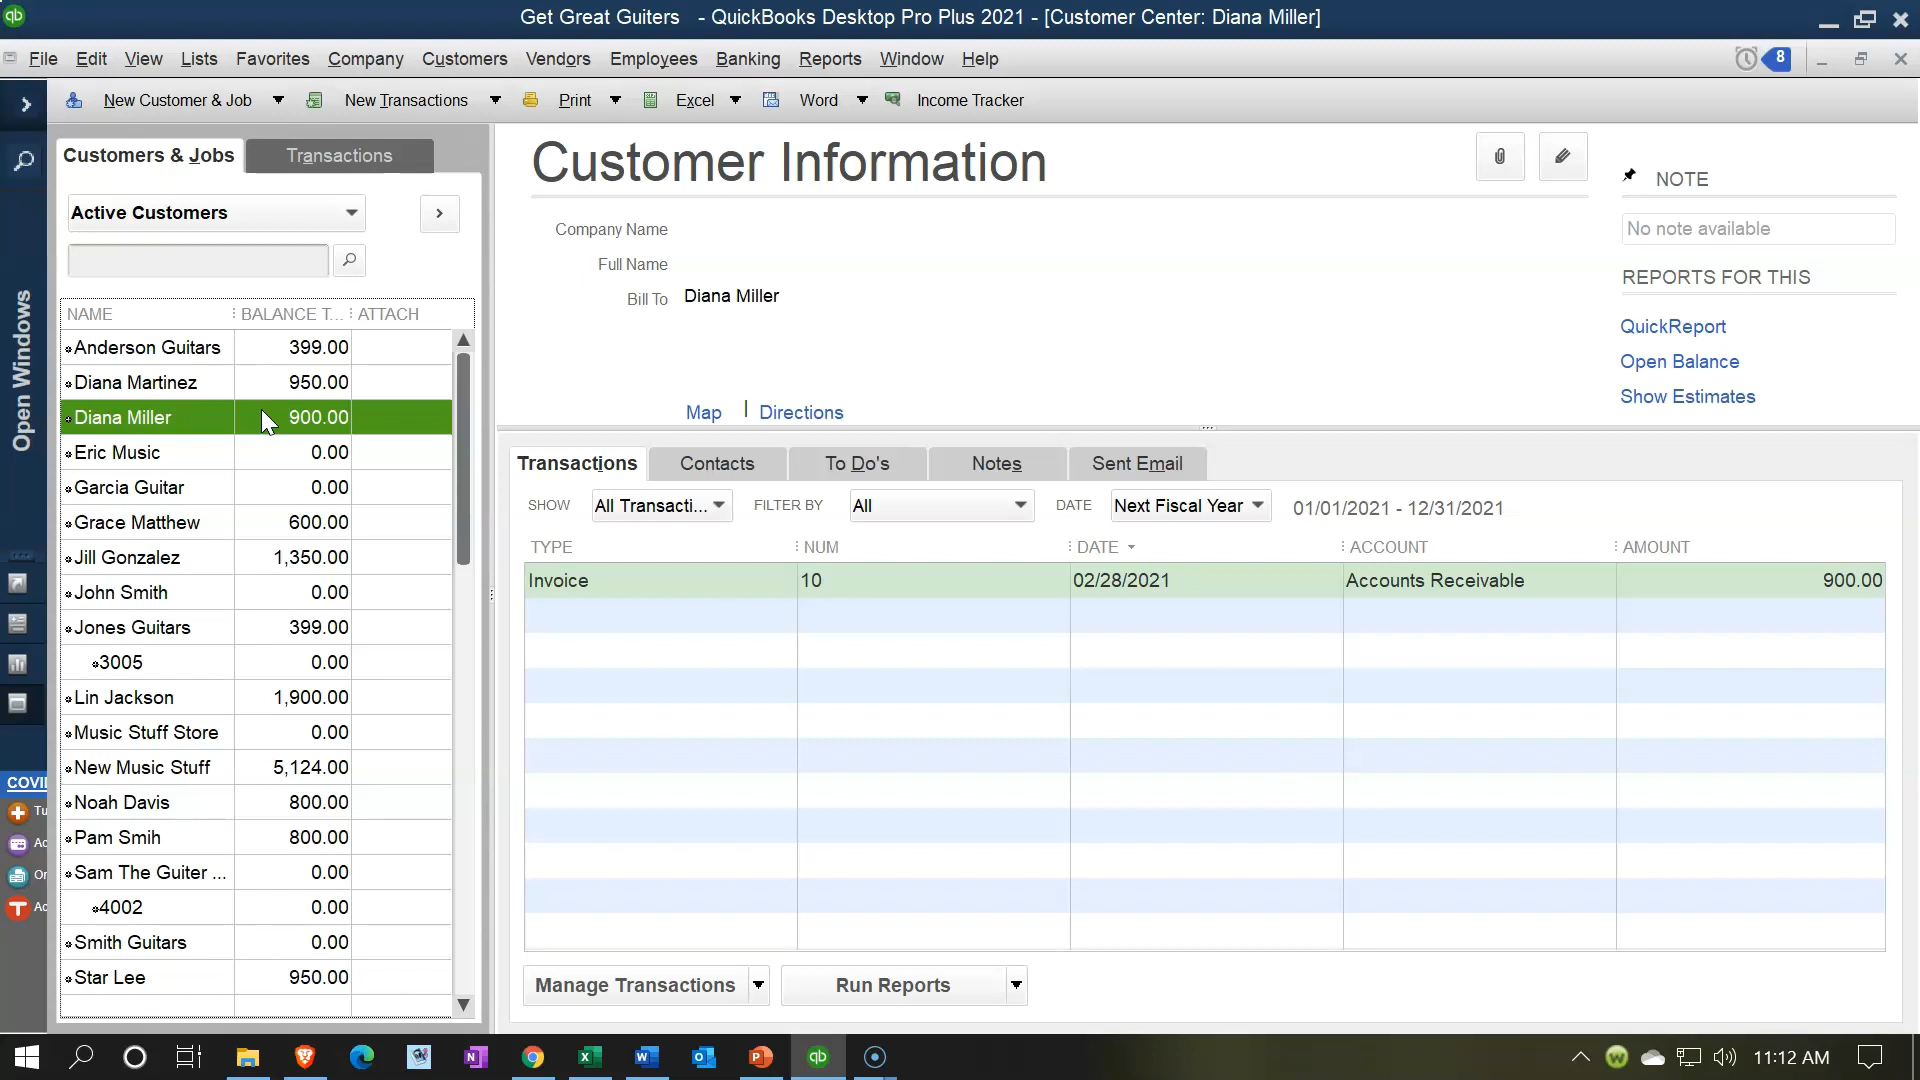 qb
Get Great Guiters - QuickBooks Desktop Pro Plus 2021 - [Customer Center: Diana Miller]
File Edit View Lists Favorites Company Customers Vendors Employees Banking Reports Window Help
8
New Customer & Job New Transactions Print Excel Word Income Tracker
Customers & Jobs Transactions
Active Customers
NAME BALANCE T... ATTACH
Anderson Guitars 399.00
Diana Martinez 950.00
Diana Miller 900.00
Eric Music 0.00
Garcia Guitar 0.00
Grace Matthew 600.00
Jill Gonzalez 1,350.00
John Smith 0.00
Jones Guitars 399.00
3005 0.00
Lin Jackson 1,900.00
Music Stuff Store 0.00
New Music Stuff 5,124.00
Noah Davis 800.00
Pam Smih 800.00
Sam The Guiter ... 0.00
4002 0.00
Smith Guitars 0.00
Star Lee 950.00
Open Windows
COVI
Tu
Ac
Or
Ac
Customer Information
Company Name
Full Name
Bill To Diana Miller
Map | Directions
NOTE
No note available
REPORTS FOR THIS
QuickReport
Open Balance
Show Estimates
Transactions Contacts To Do's Notes Sent Email
SHOW All Transacti... FILTER BY All DATE Next Fiscal Year 01/01/2021 - 12/31/2021
TYPE NUM DATE ACCOUNT AMOUNT
Invoice 10 02/28/2021 Accounts Receivable 900.00
Manage Transactions Run Reports
11:12 AM